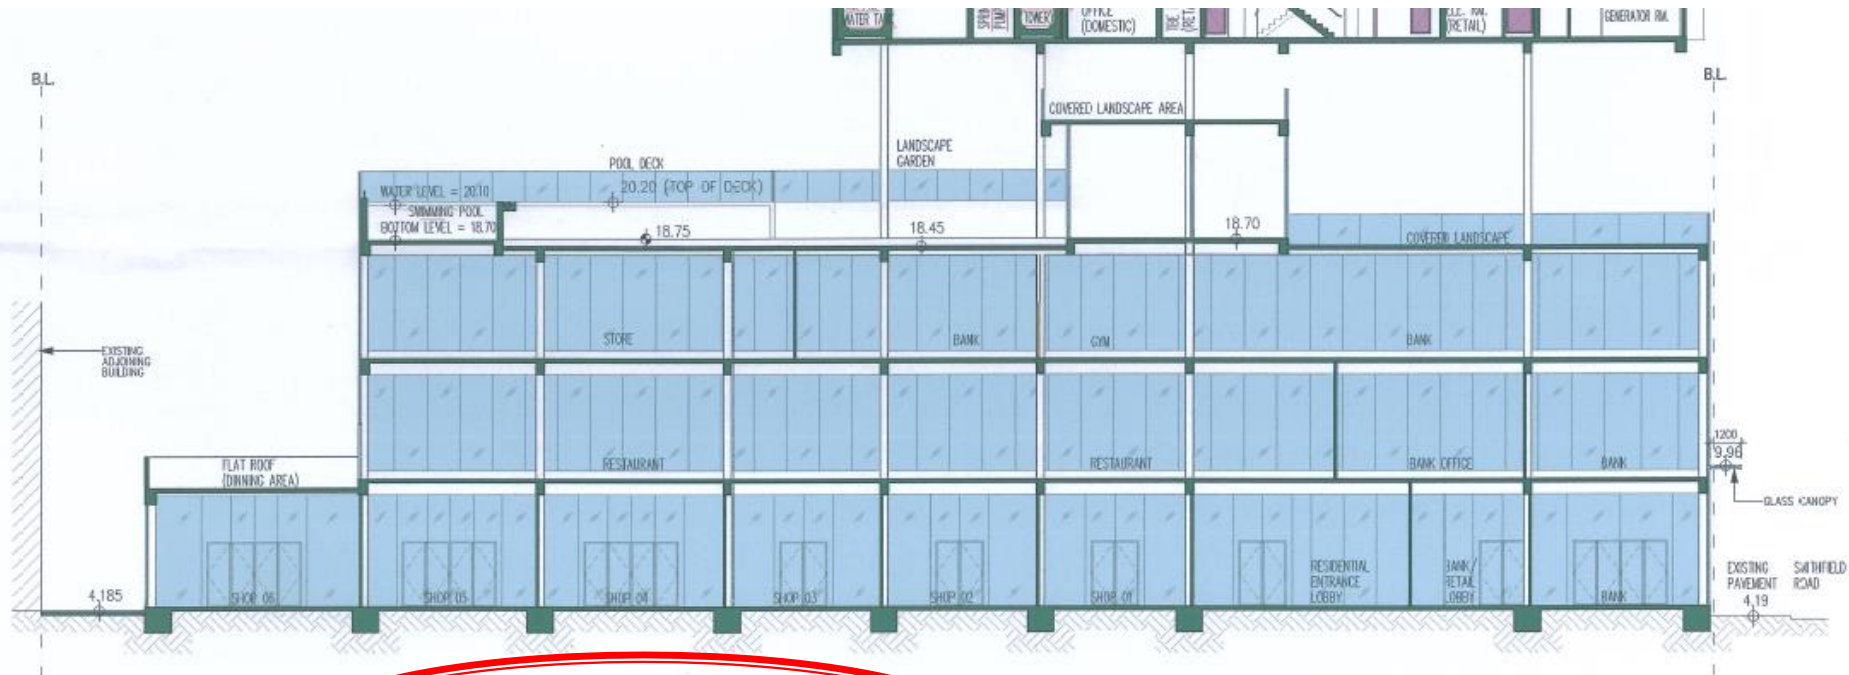 WATER TA
TOWER
OFFICE
(DOMESTIC)
(RETAIL)
GENERATOR RM.
B.L.
B.L.
COVERED LANDSCAPE AREA
LANDSCAPE
GARDEN
POOL DECK
20.20 (TOP OF DECK)
WATER LEVEL = 20.10
SWIMMING POOL
BOTTOM LEVEL = 18.70
18.75
18.45
18.70
COVERED LANDSCAPE
STORE
BANK
GYM
BANK
EXISTING
ADJOINING
BUILDING
1200
9.96
FLAT ROOF
(DINNING AREA)
RESTAURANT
RESTAURANT
BANK OFFICE
BANK
GLASS CANOPY
RESIDENTIAL
ENTRANCE
LOBBY
BANK/
RETAIL
LOBBY
EXISTING
PAVEMENT
4.19
SMITHFIELD
ROAD
4.185
SHOP 06
SHOP 05
SHOP 04
SHOP 03
SHOP 02
SHOP 01
BANK